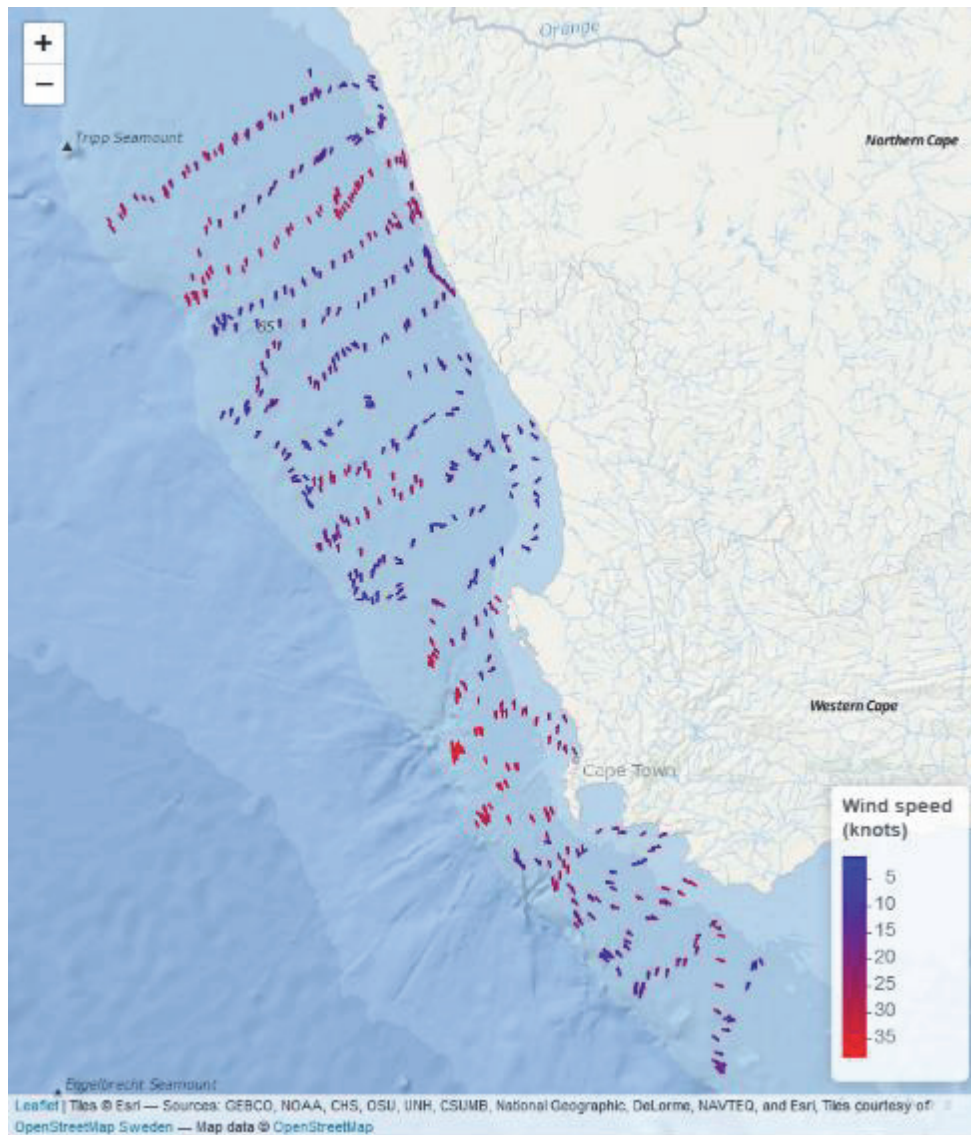 +
−
Orange
Tripp Seamount
Northern Cape
85
Western Cape
Cape Town
Wind speed
(knots)
5
10
15
20
25
30
35
Eggelbrecht Seamount
Leaflet | Tiles © Esri — Sources: GEBCO, NOAA, CHS, OSU, UNH, CSUMB, National Geographic, DeLorme, NAVTEQ, and Esri, Tiles courtesy of
OpenStreetMap Sweden — Map data © OpenStreetMap